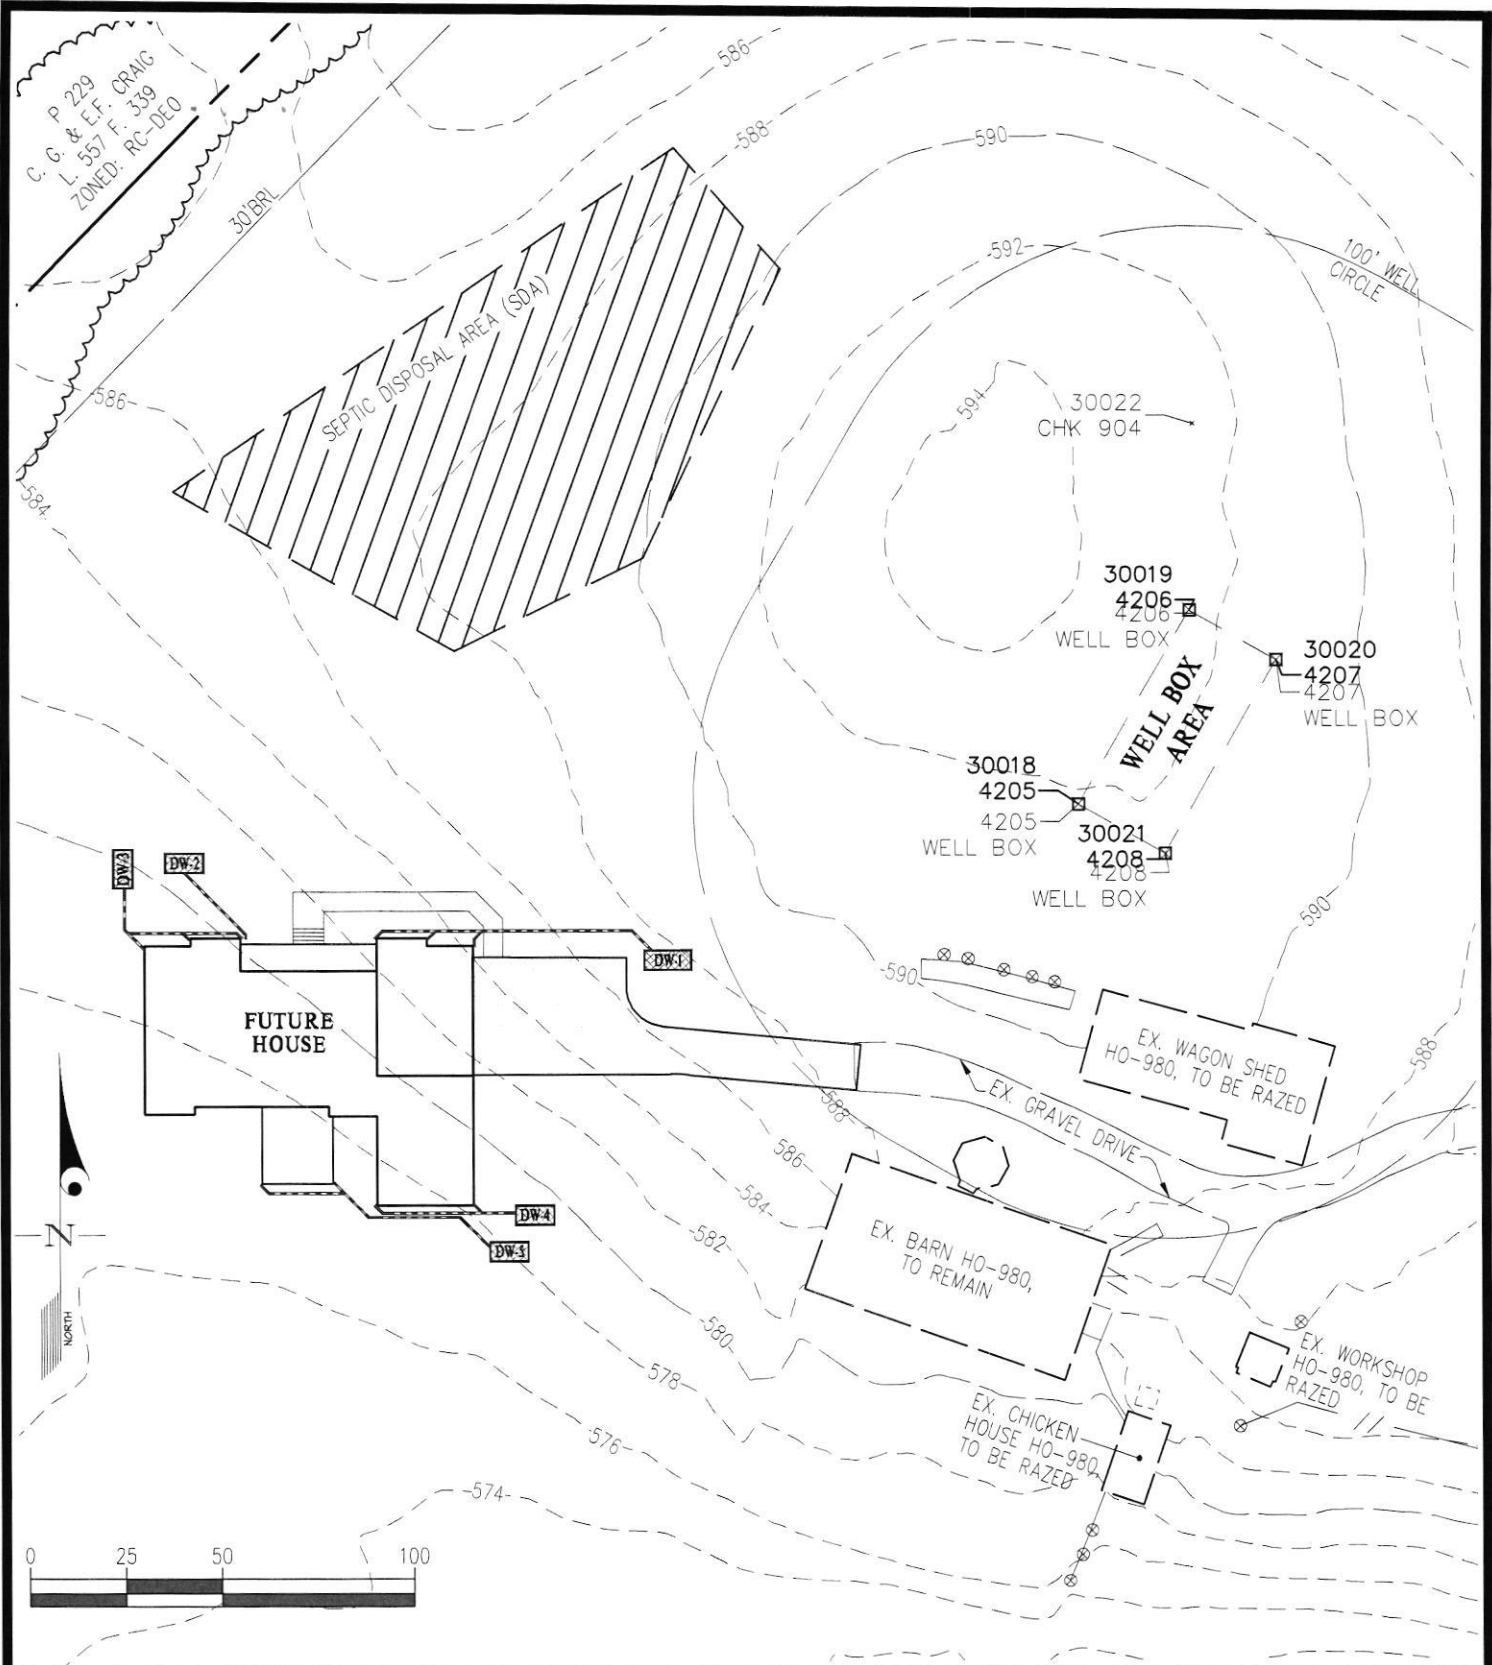 P 229
C. G. & E.F. CRAIG
L. 557 F. 339
ZONED: RC-DEO
30'BRL
586
588
590
592
100' WELL
CIRCLE
SEPTIC DISPOSAL AREA (SDA)
586
594
30022
CHK 904
584
30019
4206
4206
WELL BOX
30020
4207
4207
WELL BOX
WELL BOX
AREA
30018
4205
4205
WELL BOX
30021
4208
4208
WELL BOX
DW-3
DW-2
DW-1
590
590
FUTURE
HOUSE
EX. WAGON SHED
HO-980, TO BE RAZED
588
EX. GRAVEL DRIVE
588
586
584
582
580
578
576
574
EX. BARN HO-980,
TO REMAIN
DW-4
DW-5
N
NORTH
EX. WORKSHOP
HO-980, TO BE
RAZED
EX. CHICKEN
HOUSE HO-980,
TO BE RAZED
0 25 50 100